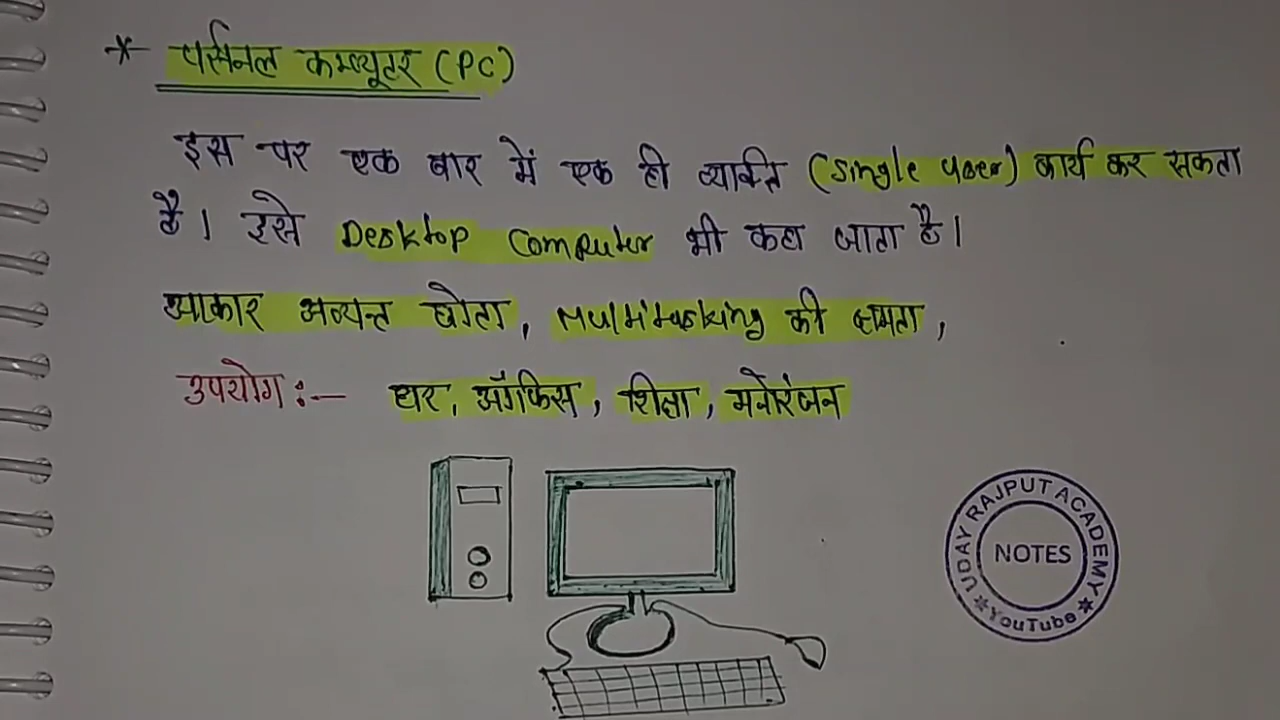 * पर्सनल कम्प्यूटर (PC)
इस पर एक बार में एक ही व्यक्ति (single user) कार्य कर सकता
है। इसे Desktop Computer भी कहा जाता है।
आकार अत्यन्त छोटा, Multitasking की क्षमता,
उपयोग :— घर, ऑफिस, शिक्षा, मनोरंजन
UDAY RAJPUT ACADEMY
NOTES
* YouTube *